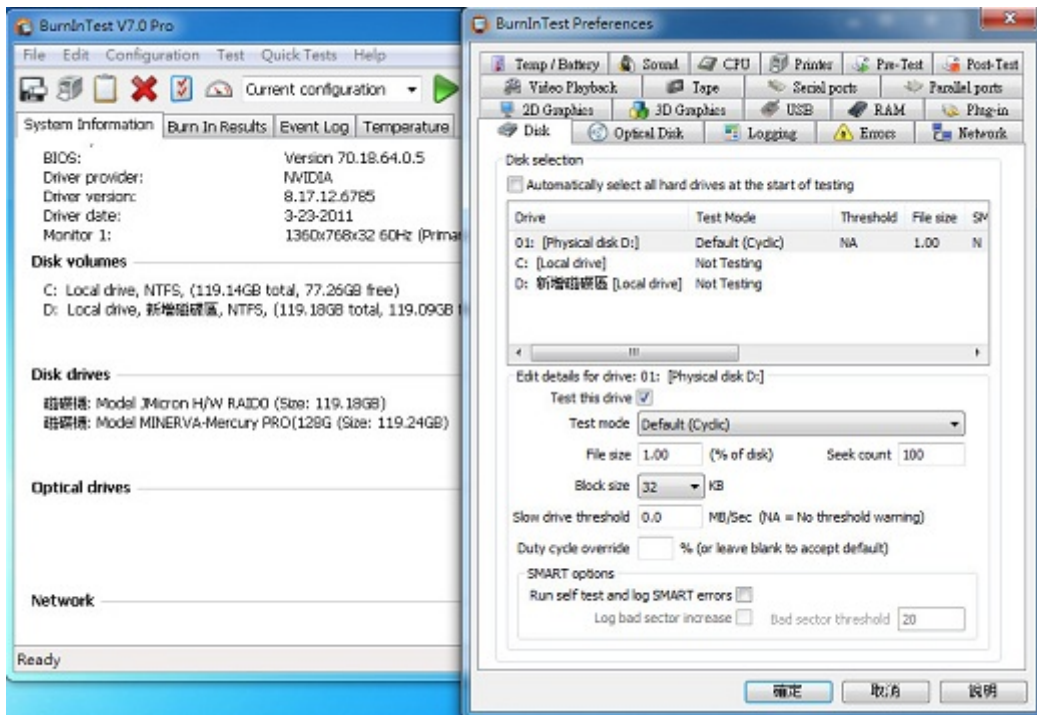 BurnInTest V7.0 Pro
File Edit Configuration Test Quick Tests Help
Current configuration
System Information Burn In Results Event Log Temperature
BIOS: Version 70.18.64.0.5
Driver provider: NVIDIA
Driver version: 8.17.12.6785
Driver date: 3-23-2011
Monitor 1: 1360x768x32 60Hz (Primar
Disk volumes
C: Local drive, NTFS, (119.14GB total, 77.26GB free)
D: Local drive, 新增磁碟區, NTFS, (119.18GB total, 119.09GB
Disk drives
磁碟機: Model JMicron H/W RAID0 (Size: 119.18GB)
磁碟機: Model MINERVA-Mercury PRO(128G (Size: 119.24GB)
Optical drives
Network
Ready
BurnInTest Preferences
Temp / Battery Sound CPU Printer Pre-Test Post-Test
Video Playback Tape Serial ports Parallel ports
2D Graphics 3D Graphics USB RAM Plug-in
Disk Optical Disk Logging Errors Network
Disk selection
Automatically select all hard drives at the start of testing
Drive Test Mode Threshold File size SM
01: [Physical disk D:] Default (Cyclic) NA 1.00 N
C: [Local drive] Not Testing
D: 新增磁碟區 [Local drive] Not Testing
Edit details for drive: 01: [Physical disk D:]
Test this drive
Test mode Default (Cyclic)
File size 1.00 (% of disk) Seek count 100
Block size 32 KB
Slow drive threshold 0.0 MB/Sec (NA = No threshold warning)
Duty cycle override % (or leave blank to accept default)
SMART options
Run self test and log SMART errors
Log bad sector increase Bad sector threshold 20
確定 取消 說明